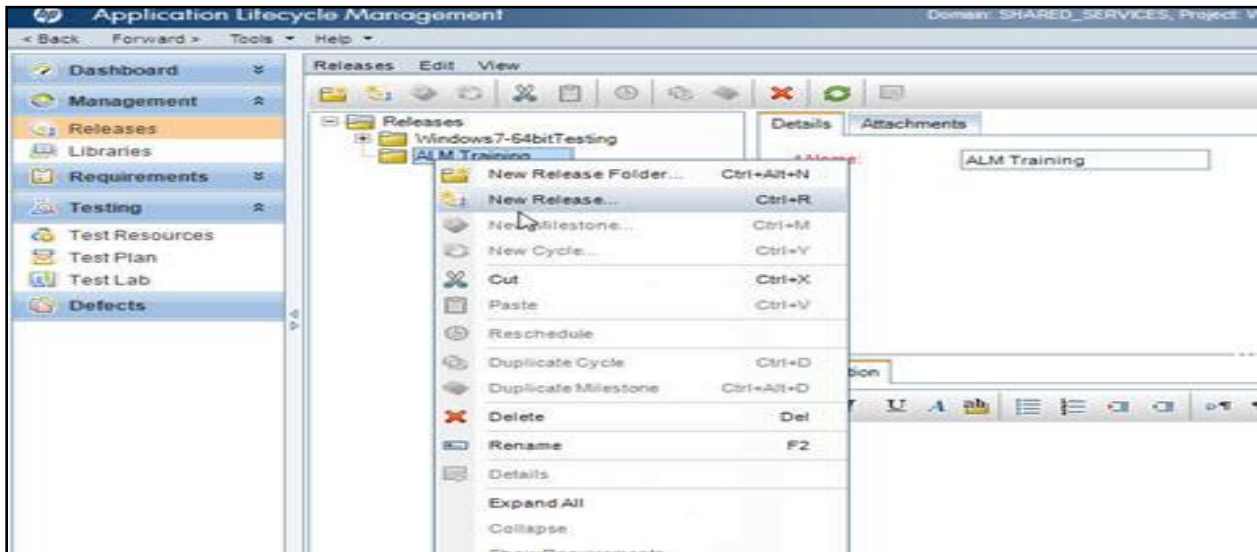 hp Application Lifecycle Management Domain: SHARED_SERVICES, Project: V
< Back Forward > Tools Help
Dashboard
Management
Releases
Libraries
Requirements
Testing
Test Resources
Test Plan
Test Lab
Defects
Releases Edit View
Releases
Windows7-64bitTesting
ALM Training
Details Attachments
Name: ALM Training
New Release Folder... Ctrl+Alt+N
New Release... Ctrl+R
New Milestone... Ctrl+M
New Cycle... Ctrl+Y
Cut Ctrl+X
Paste Ctrl+V
Reschedule
Duplicate Cycle Ctrl+D
Duplicate Milestone Ctrl+Alt+D
Delete Del
Rename F2
Details
Expand All
Collapse
tion
U A ab